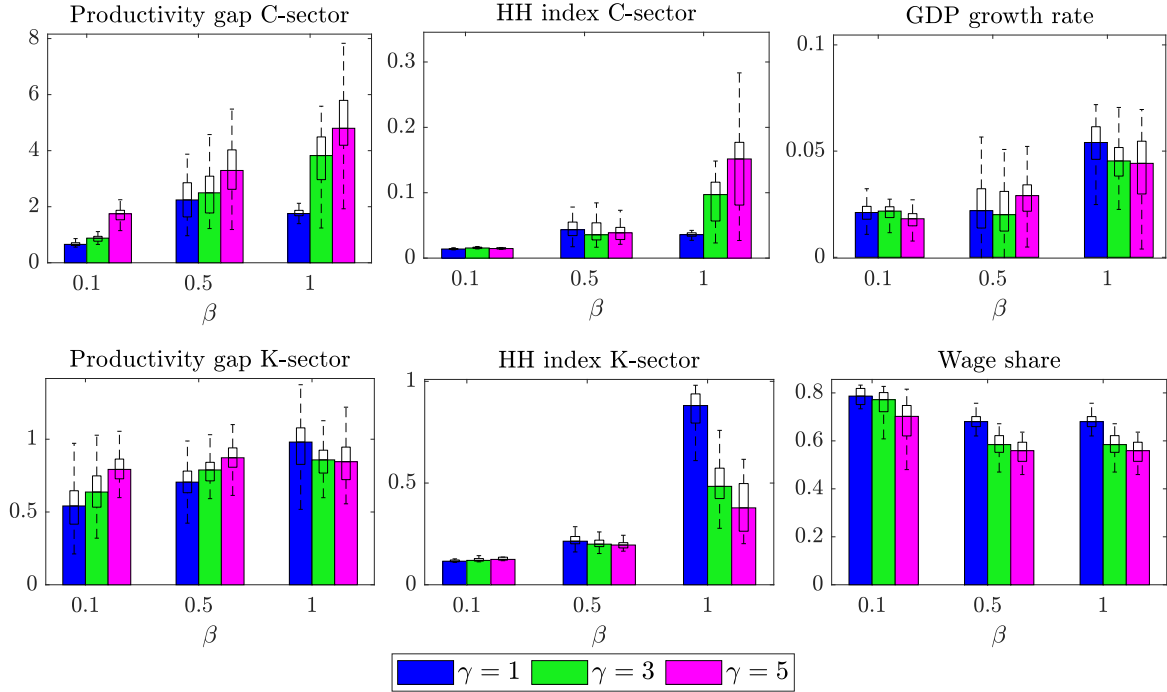 Productivity gap C-sector
8
6
4
2
0
0.1 0.5 1
β
HH index C-sector
0.3
0.2
0.1
0
0.1 0.5 1
β
GDP growth rate
0.1
0.05
0
0.1 0.5 1
β
Productivity gap K-sector
1
0.5
0
0.1 0.5 1
β
HH index K-sector
1
0.5
0
0.1 0.5 1
β
Wage share
0.8
0.6
0.4
0.2
0
0.1 0.5 1
β
γ = 1 γ = 3 γ = 5